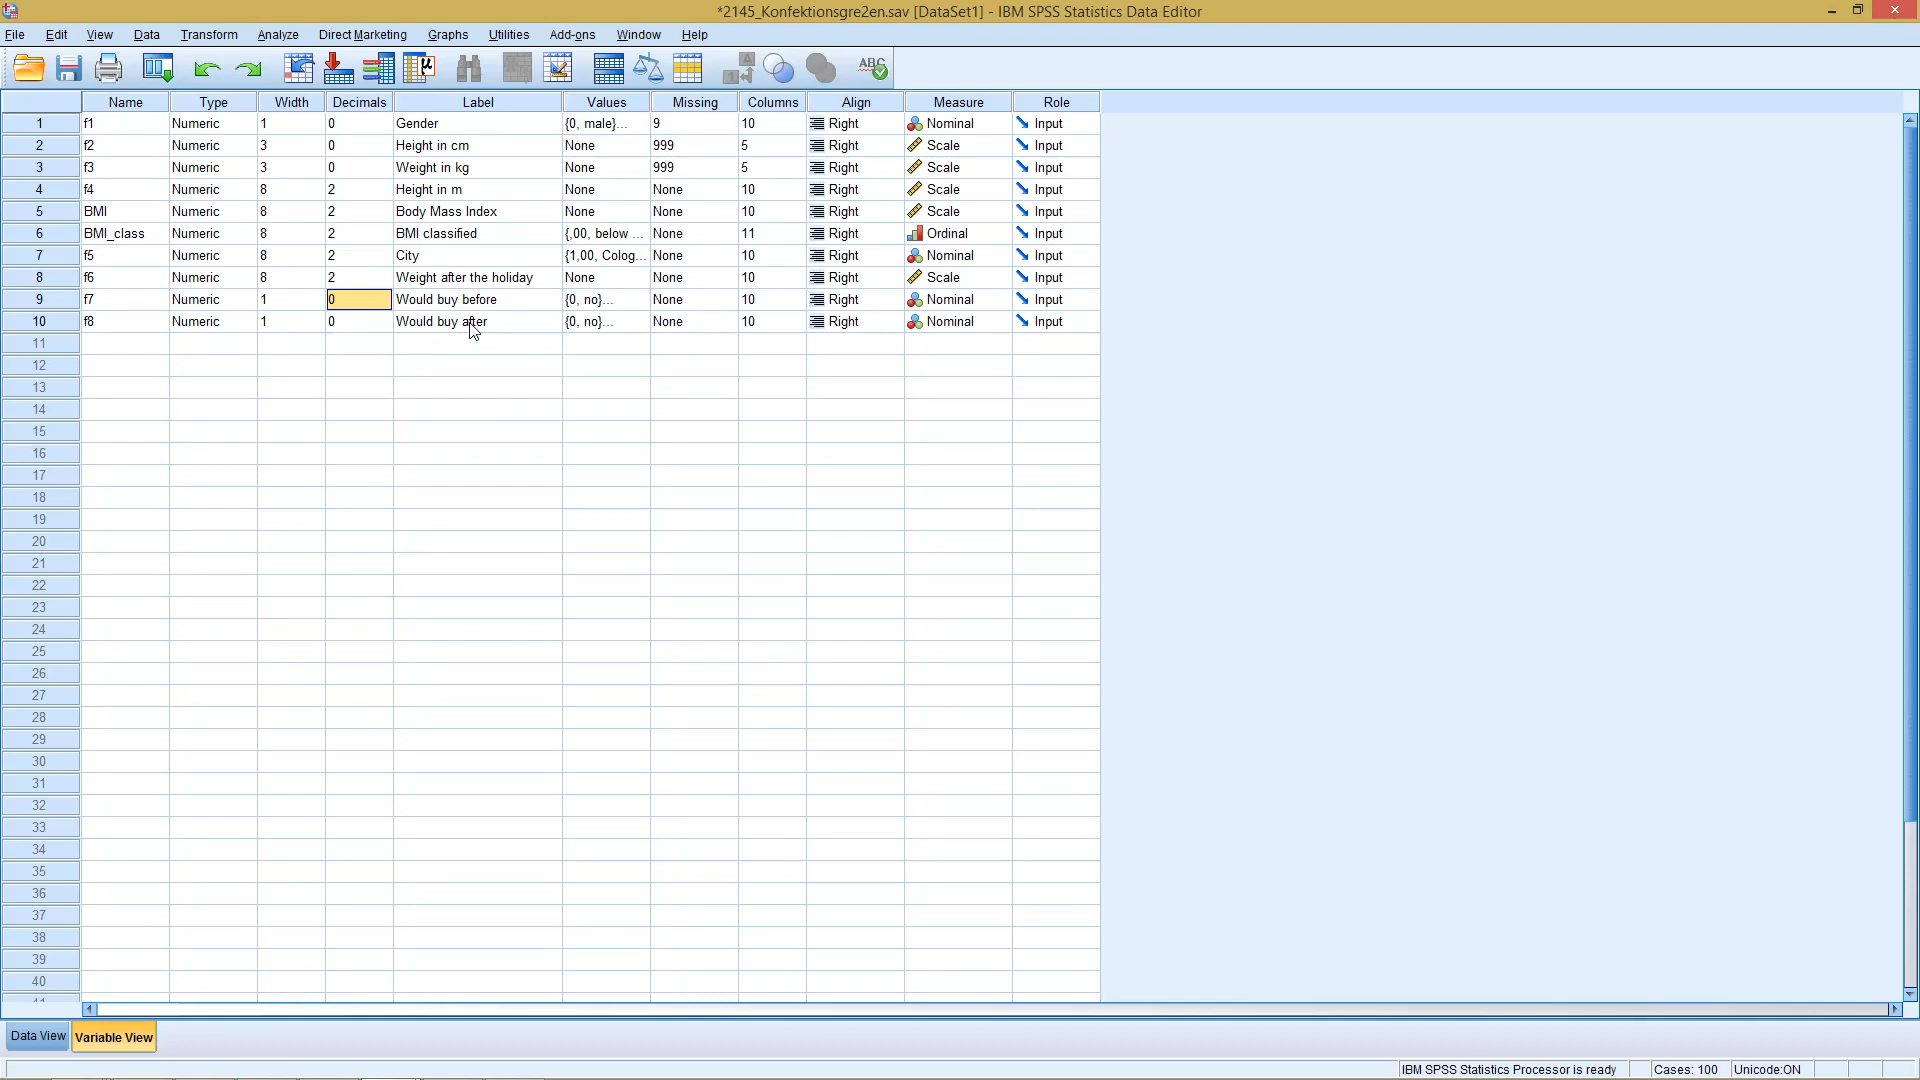 *2145_Konfektionsgre2en.sav [DataSet1] - IBM SPSS Statistics Data Editor
File Edit View Data Transform Analyze Direct Marketing Graphs Utilities Add-ons Window Help
Name Type Width Decimals Label Values Missing Columns Align Measure Role
1 f1 Numeric 1 0 Gender {0, male}... 9 10 Right Nominal Input
2 f2 Numeric 3 0 Height in cm None 999 5 Right Scale Input
3 f3 Numeric 3 0 Weight in kg None 999 5 Right Scale Input
4 f4 Numeric 8 2 Height in m None None 10 Right Scale Input
5 BMI Numeric 8 2 Body Mass Index None None 10 Right Scale Input
6 BMI_class Numeric 8 2 BMI classified {,00, below ... None 11 Right Ordinal Input
7 f5 Numeric 8 2 City {1,00, Colog... None 10 Right Nominal Input
8 f6 Numeric 8 2 Weight after the holiday None None 10 Right Scale Input
9 f7 Numeric 1 0 Would buy before {0, no}... None 10 Right Nominal Input
10 f8 Numeric 1 0 Would buy after {0, no}... None 10 Right Nominal Input
11
12
13
14
15
16
17
18
19
20
21
22
23
24
25
26
27
28
29
30
31
32
33
34
35
36
37
38
39
40
Data View Variable View
IBM SPSS Statistics Processor is ready Cases: 100 Unicode:ON